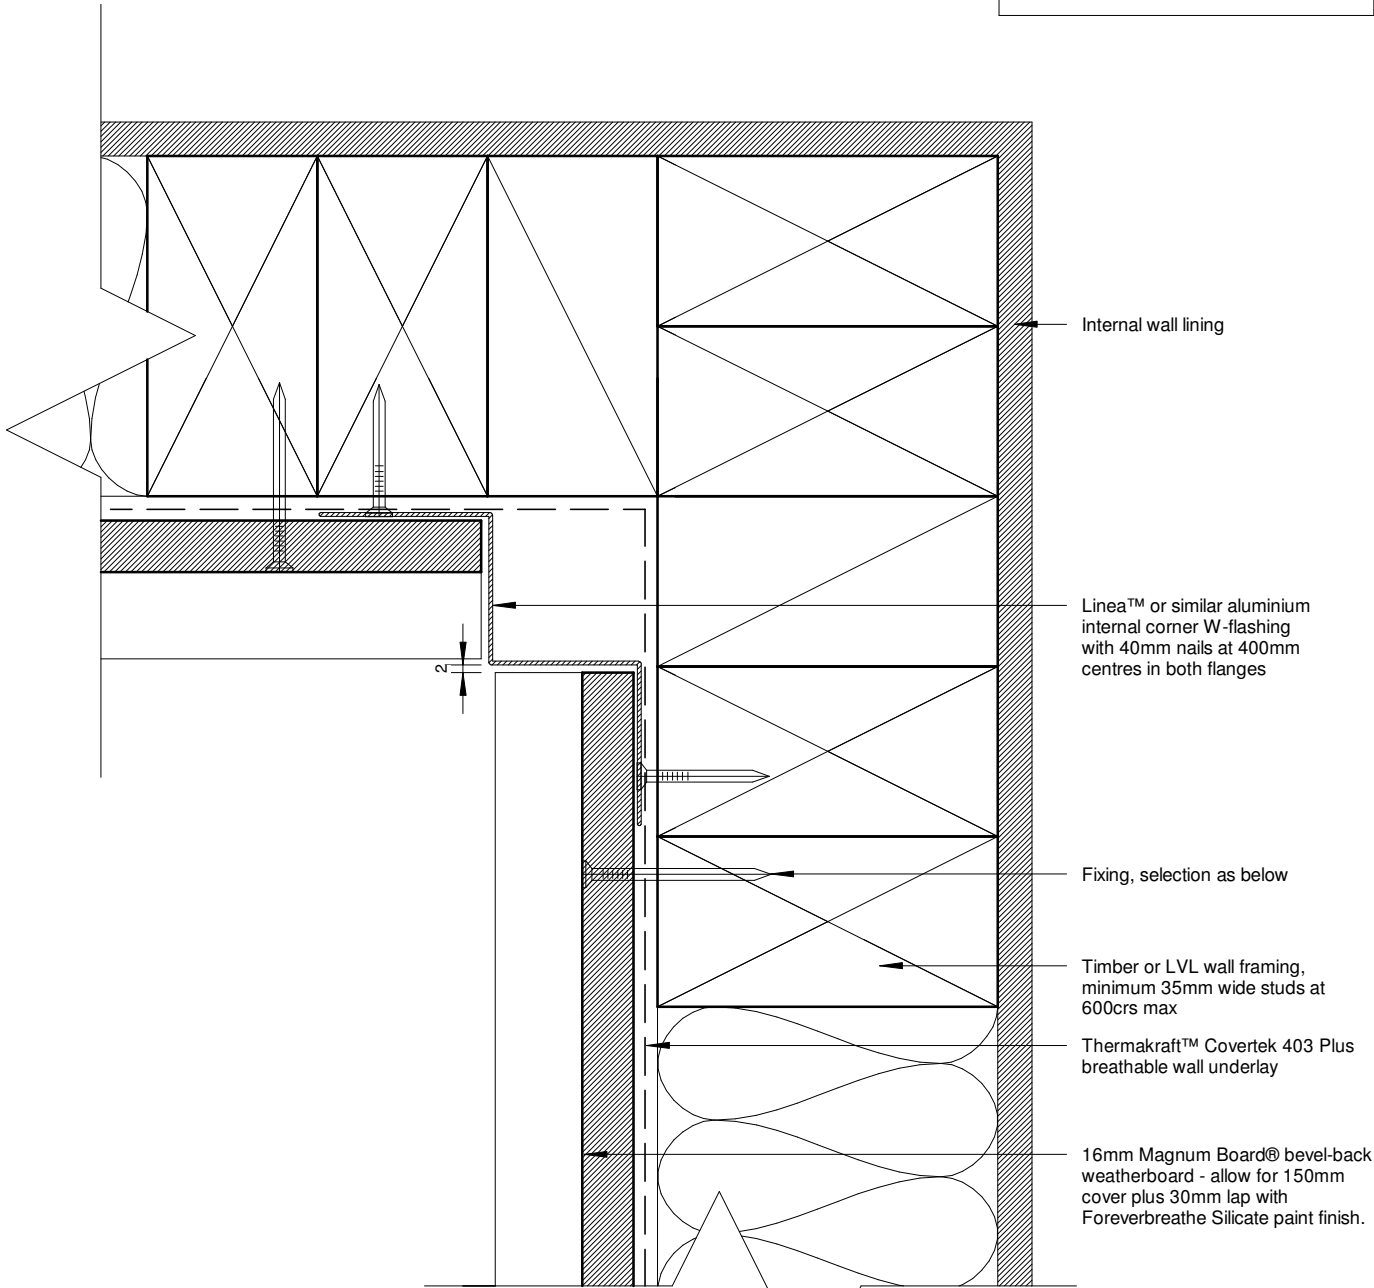 Internal wall lining
Linea™ or similar aluminium
internal corner W-flashing
with 40mm nails at 400mm
centres in both flanges
2
Fixing, selection as below
Timber or LVL wall framing,
minimum 35mm wide studs at
600crs max
Thermakraft™ Covertek 403 Plus
breathable wall underlay
16mm Magnum Board® bevel-back
weatherboard - allow for 150mm
cover plus 30mm lap with
Foreverbreathe Silicate paint finish.